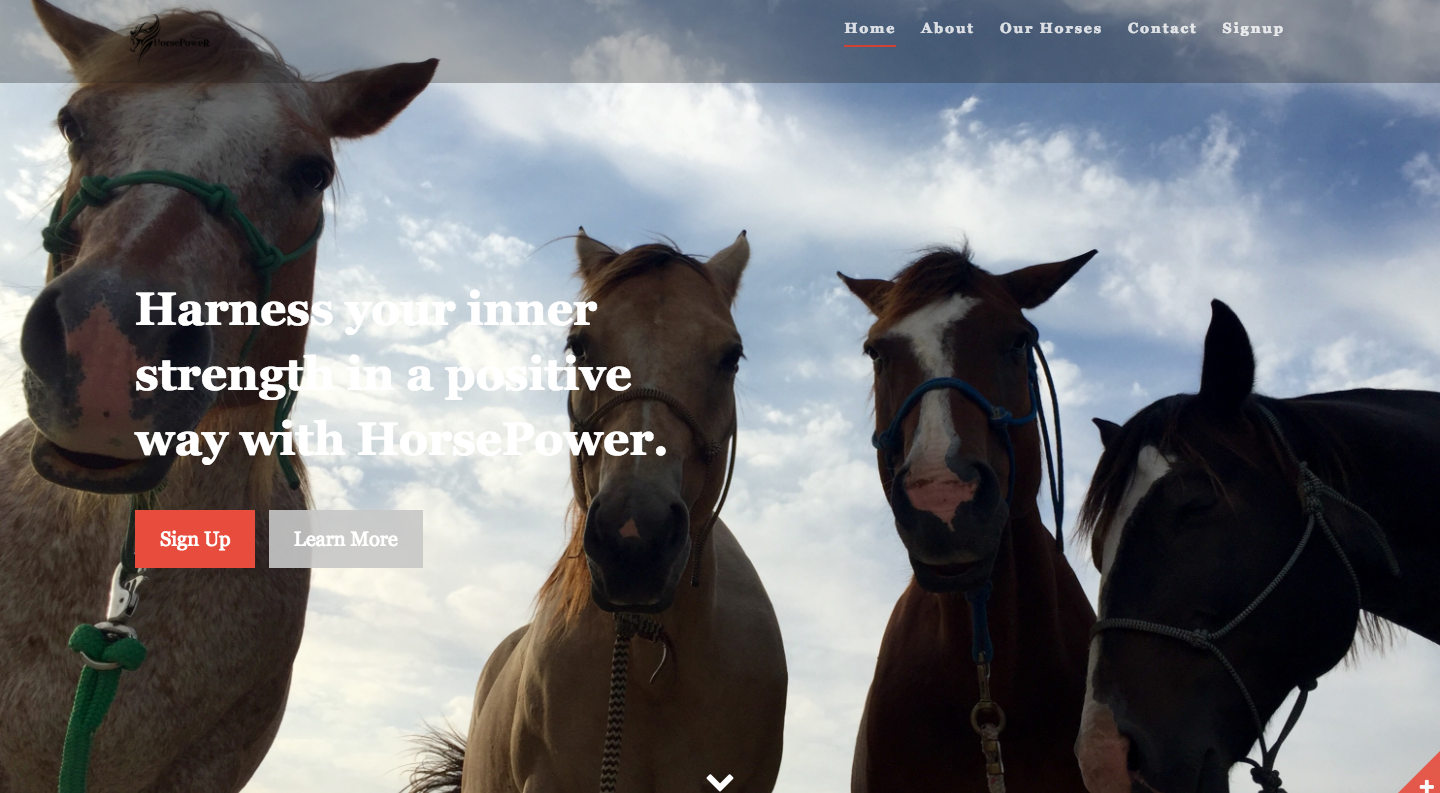 HorsePoweR
Home About Our Horses Contact Signup
Harness your inner
strength in a positive
way with HorsePower.
Sign Up Learn More